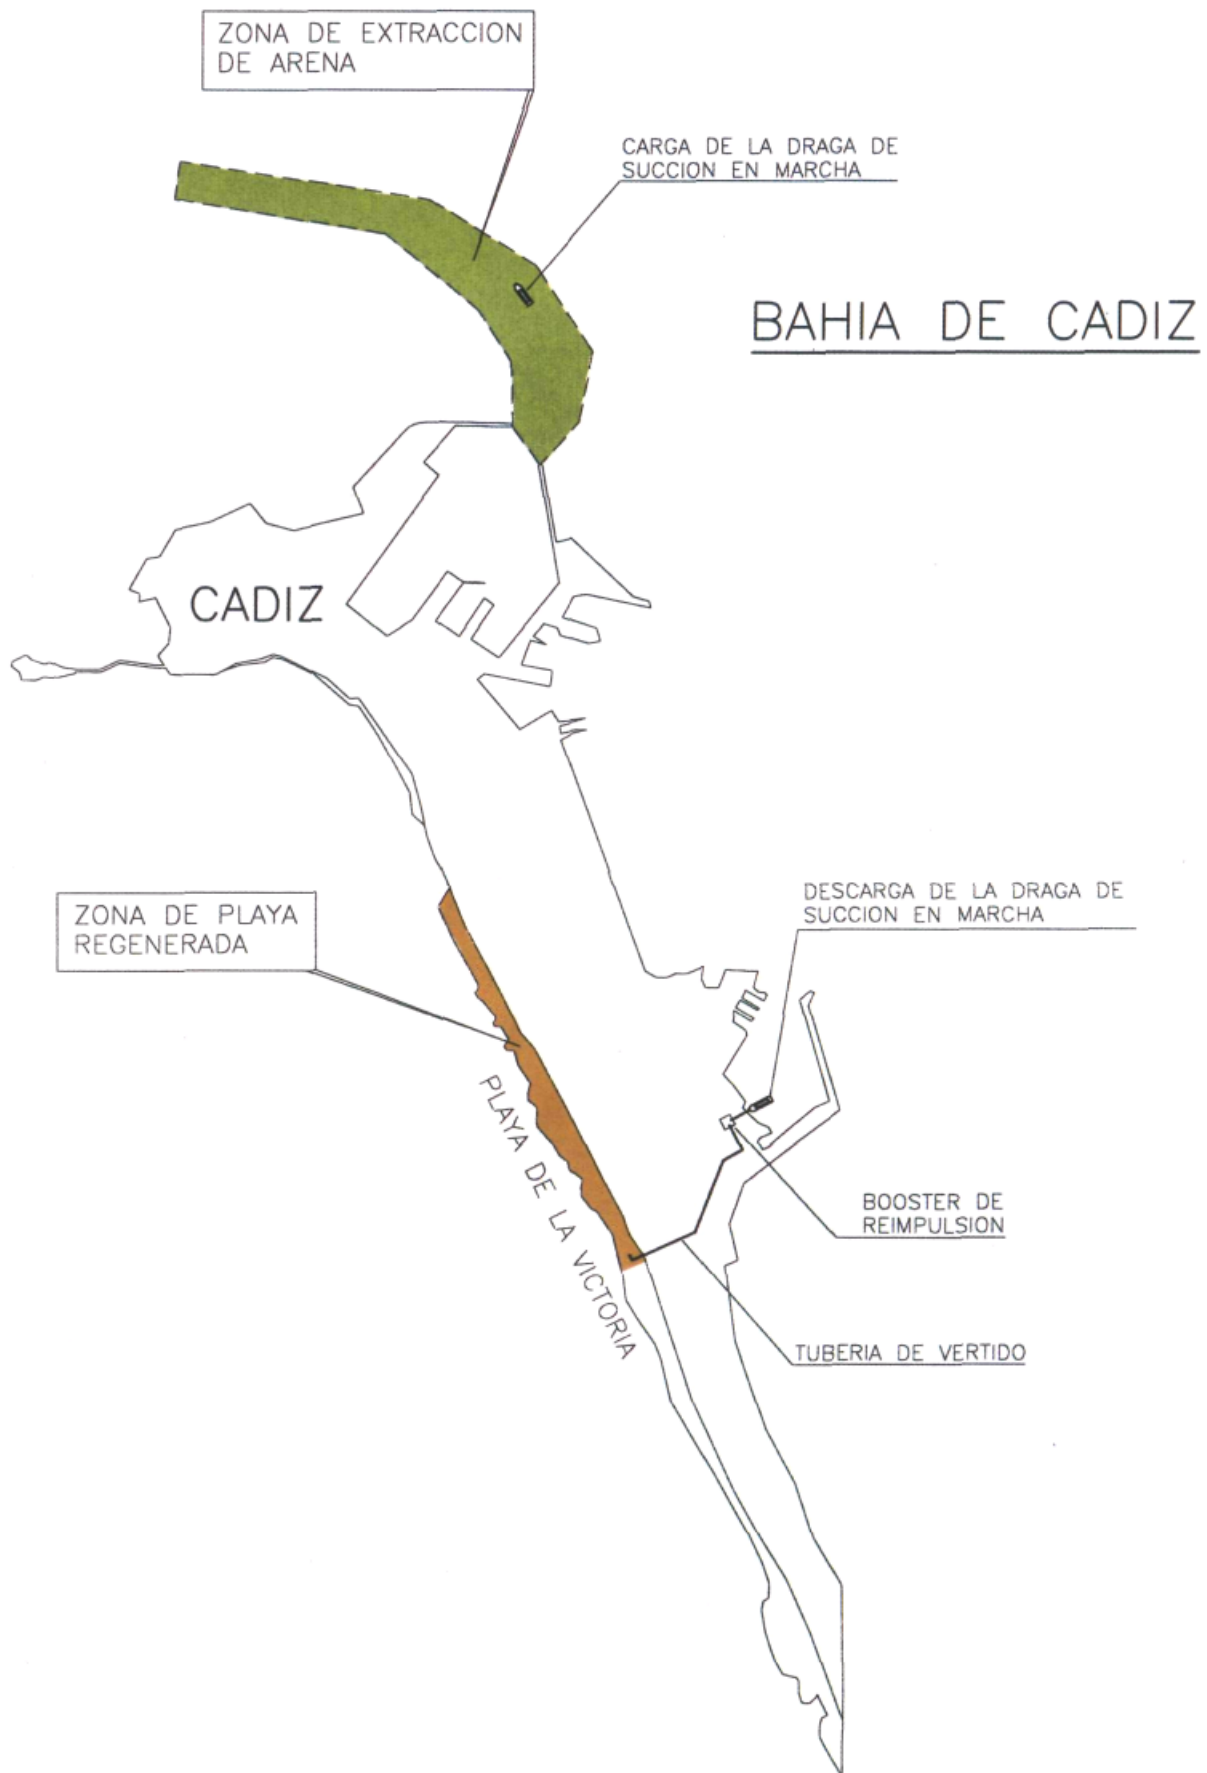 ZONA DE EXTRACCION
DE ARENA
CARGA DE LA DRAGA DE
SUCCION EN MARCHA
BAHIA DE CADIZ
CADIZ
ZONA DE PLAYA
REGENERADA
DESCARGA DE LA DRAGA DE
SUCCION EN MARCHA
PLAYA DE LA VICTORIA
BOOSTER DE
REIMPULSION
TUBERIA DE VERTIDO